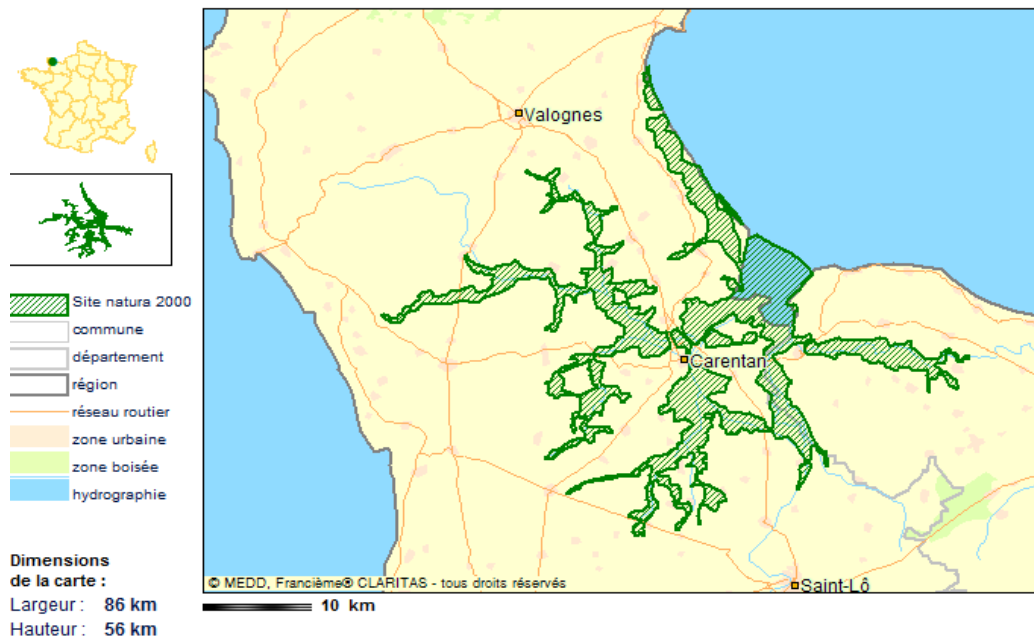 Valognes
Carentan
Saint-Lô
Site natura 2000
commune
département
région
réseau routier
zone urbaine
zone boisée
hydrographie
Dimensions
de la carte :
Largeur : 86 km
Hauteur : 56 km
© MEDD, Francième® CLARITAS - tous droits réservés
10 km